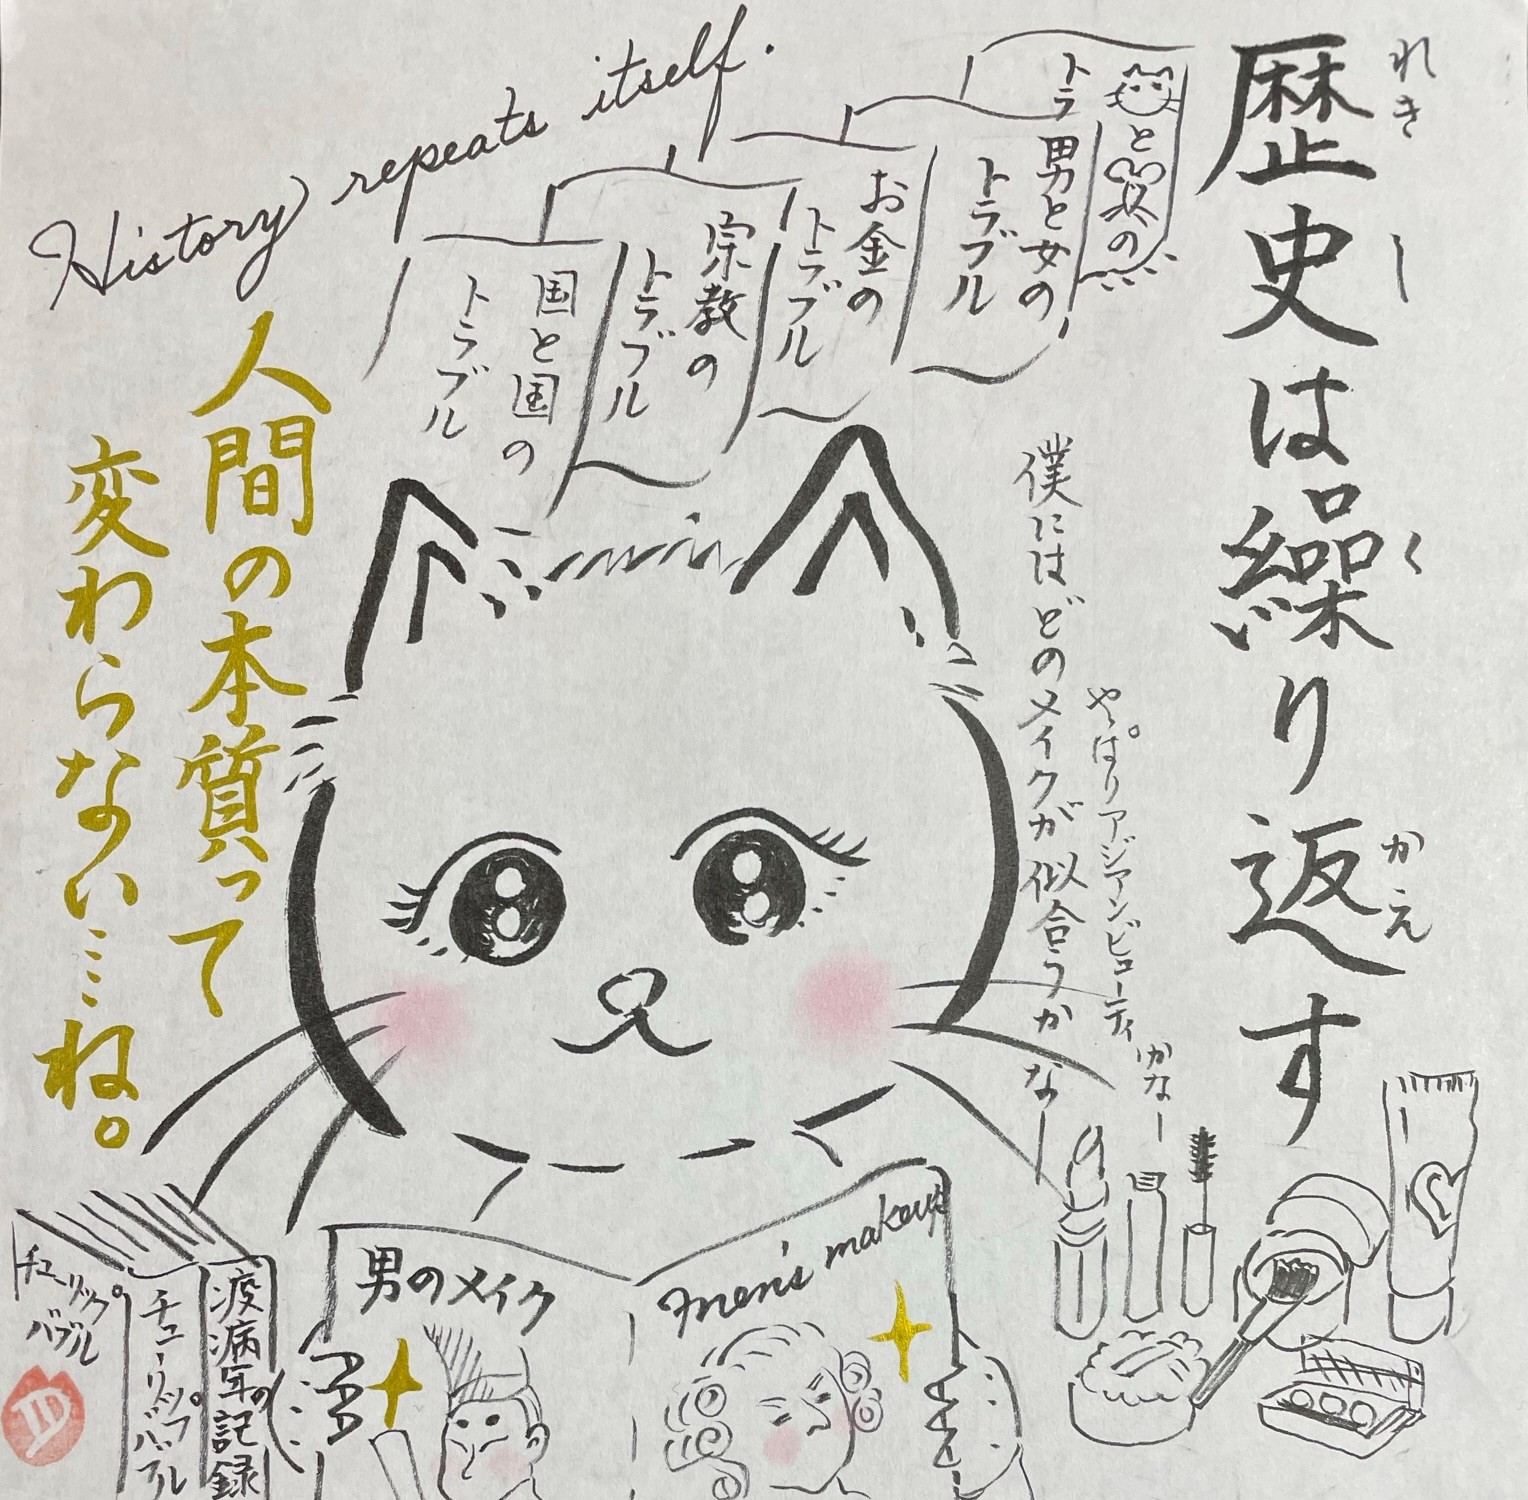 歴史は繰り返す
れき
し
く
かえ
History repeats itself.
と
の
トラ
男と女の
トラブル
お金の
トラブル
宗教の
トラブル
国と国の
トラブル
やっぱりアジアンビューティかなー
僕にはどのメイクが似合うかなー
人間の本質って
変わらない…ね。
男のメイク
men's makeup
疫病年の記録
チューリップバブル
チューリップ
バブル